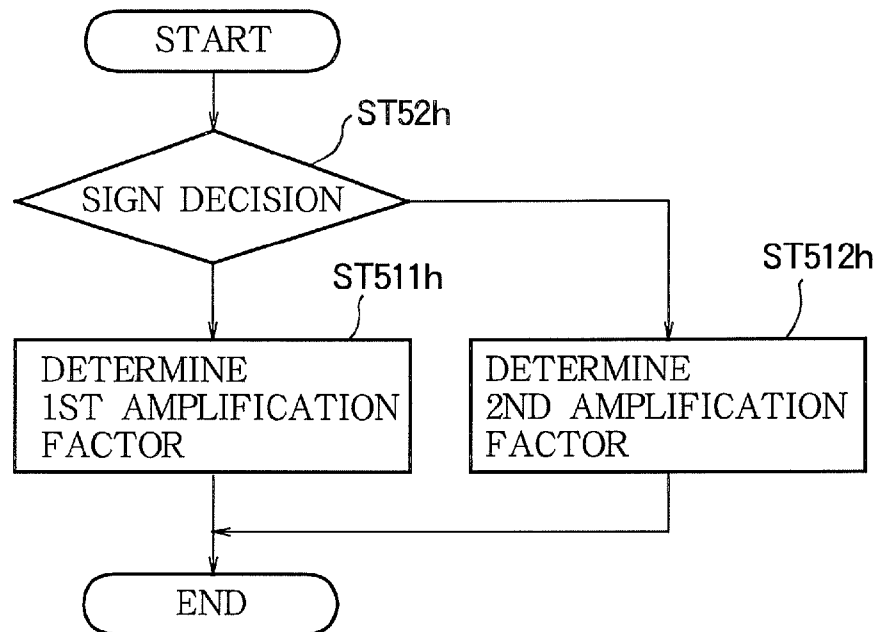 START
ST52h
SIGN DECISION
ST511h
DETERMINE
1ST AMPLIFICATION
FACTOR
ST512h
DETERMINE
2ND AMPLIFICATION
FACTOR
END